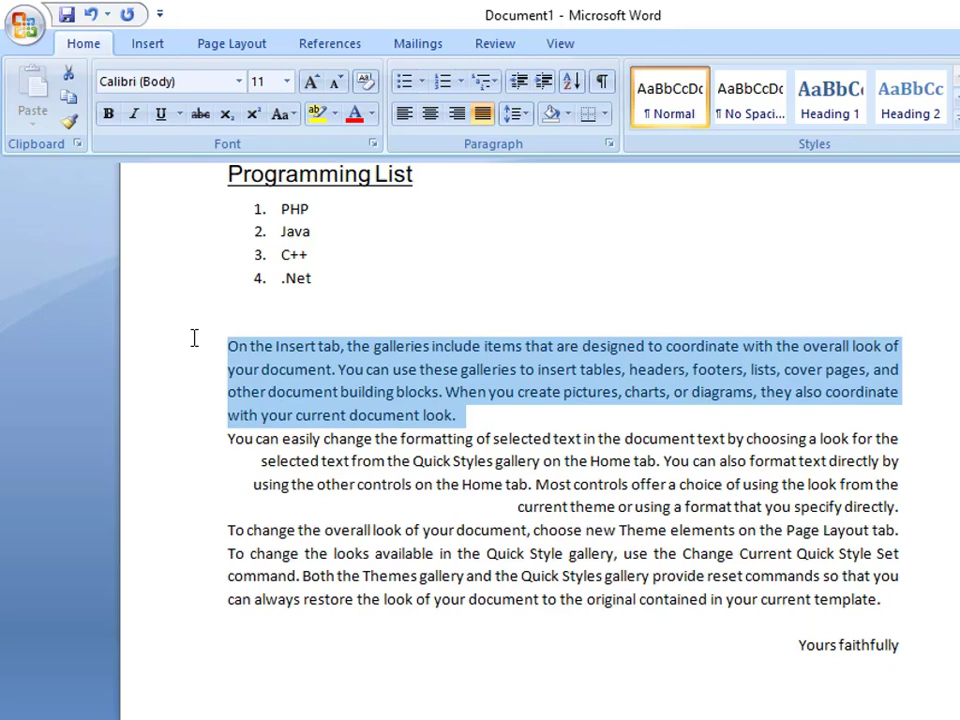 Document1 - Microsoft Word
Home Insert Page Layout References Mailings Review View
Calibri (Body) 11 AaBbCcDc AaBbCcDc AaBbC AaBbCc
Paste B I U abc X₂ X² Aa ab A ¶ Normal ¶ No Spaci... Heading 1 Heading 2
Clipboard Font Paragraph Styles
Programming List
1. PHP
2. Java
3. C++
4. .Net
On the Insert tab, the galleries include items that are designed to coordinate with the overall look of
your document. You can use these galleries to insert tables, headers, footers, lists, cover pages, and
other document building blocks. When you create pictures, charts, or diagrams, they also coordinate
with your current document look.
You can easily change the formatting of selected text in the document text by choosing a look for the
selected text from the Quick Styles gallery on the Home tab. You can also format text directly by
using the other controls on the Home tab. Most controls offer a choice of using the look from the
current theme or using a format that you specify directly.
To change the overall look of your document, choose new Theme elements on the Page Layout tab.
To change the looks available in the Quick Style gallery, use the Change Current Quick Style Set
command. Both the Themes gallery and the Quick Styles gallery provide reset commands so that you
can always restore the look of your document to the original contained in your current template.
Yours faithfully